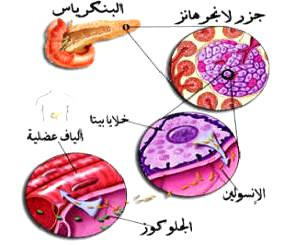 جزر لانجرهانز
البنكرياس
خلايا بيتا
ألياف عضلية
الإنسولين
الجلوكوز